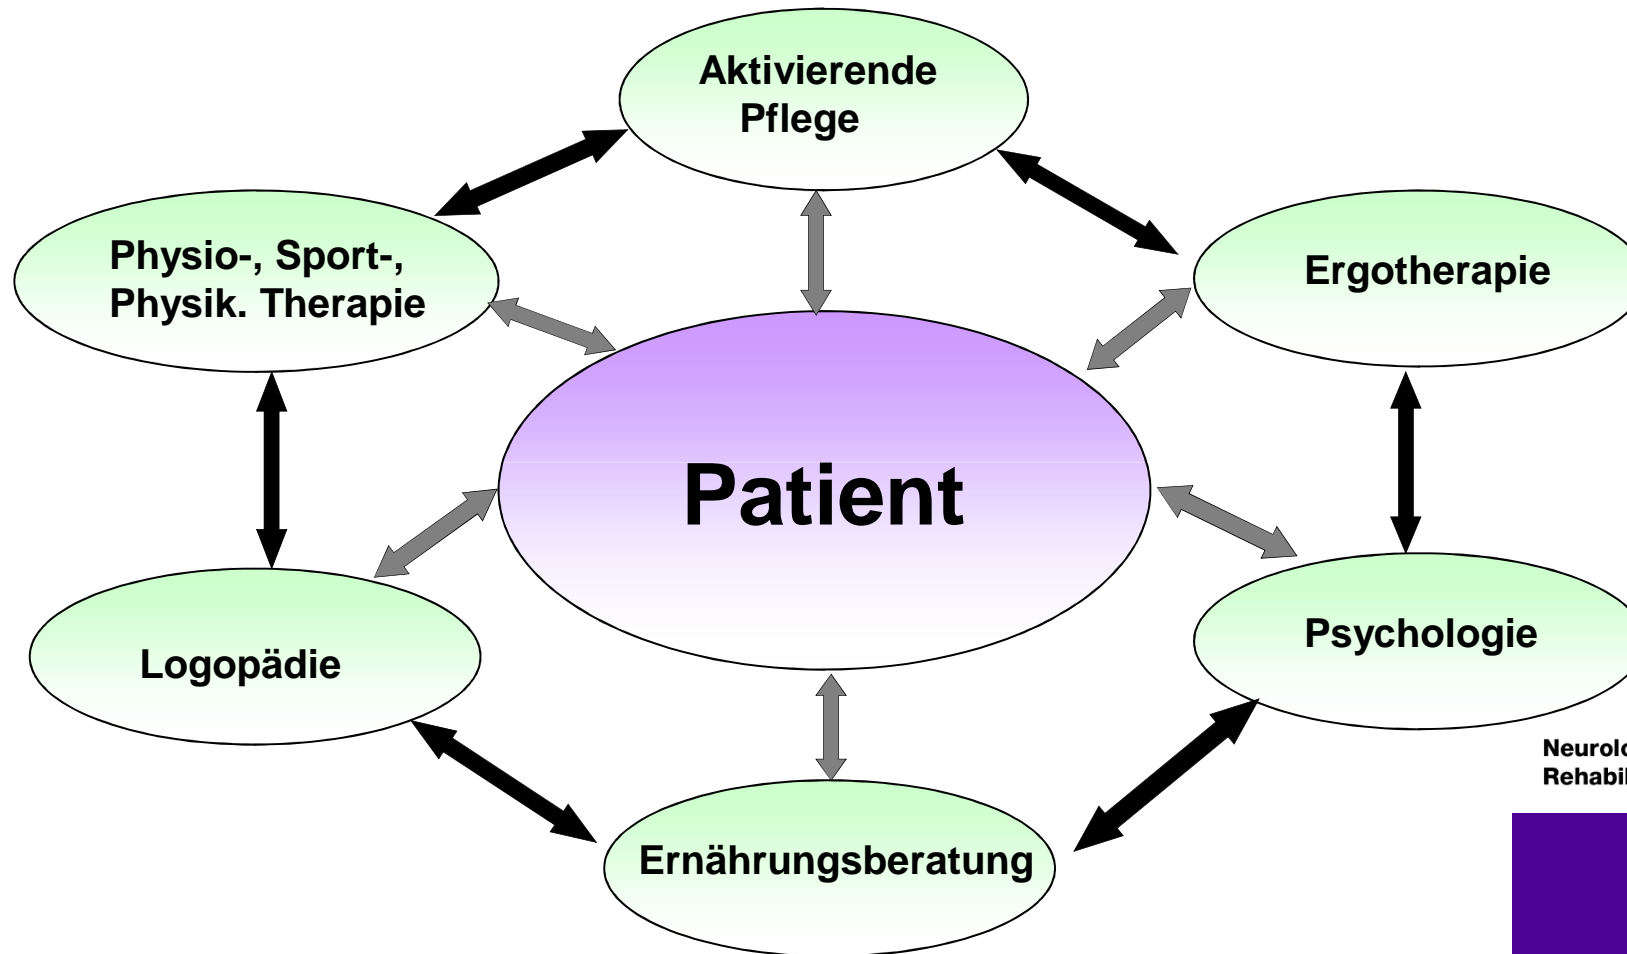 Aktivierende
Pflege
Physio-, Sport-,
Physik. Therapie
Ergotherapie
Patient
Logopädie
Psychologie
Ernährungsberatung